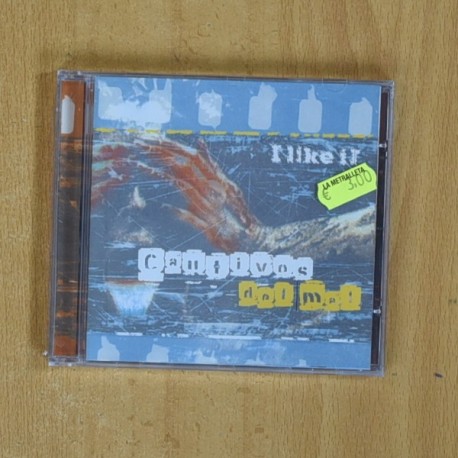 I like it
LA METRALLETA
€ 3,00
Cautivos
del mal